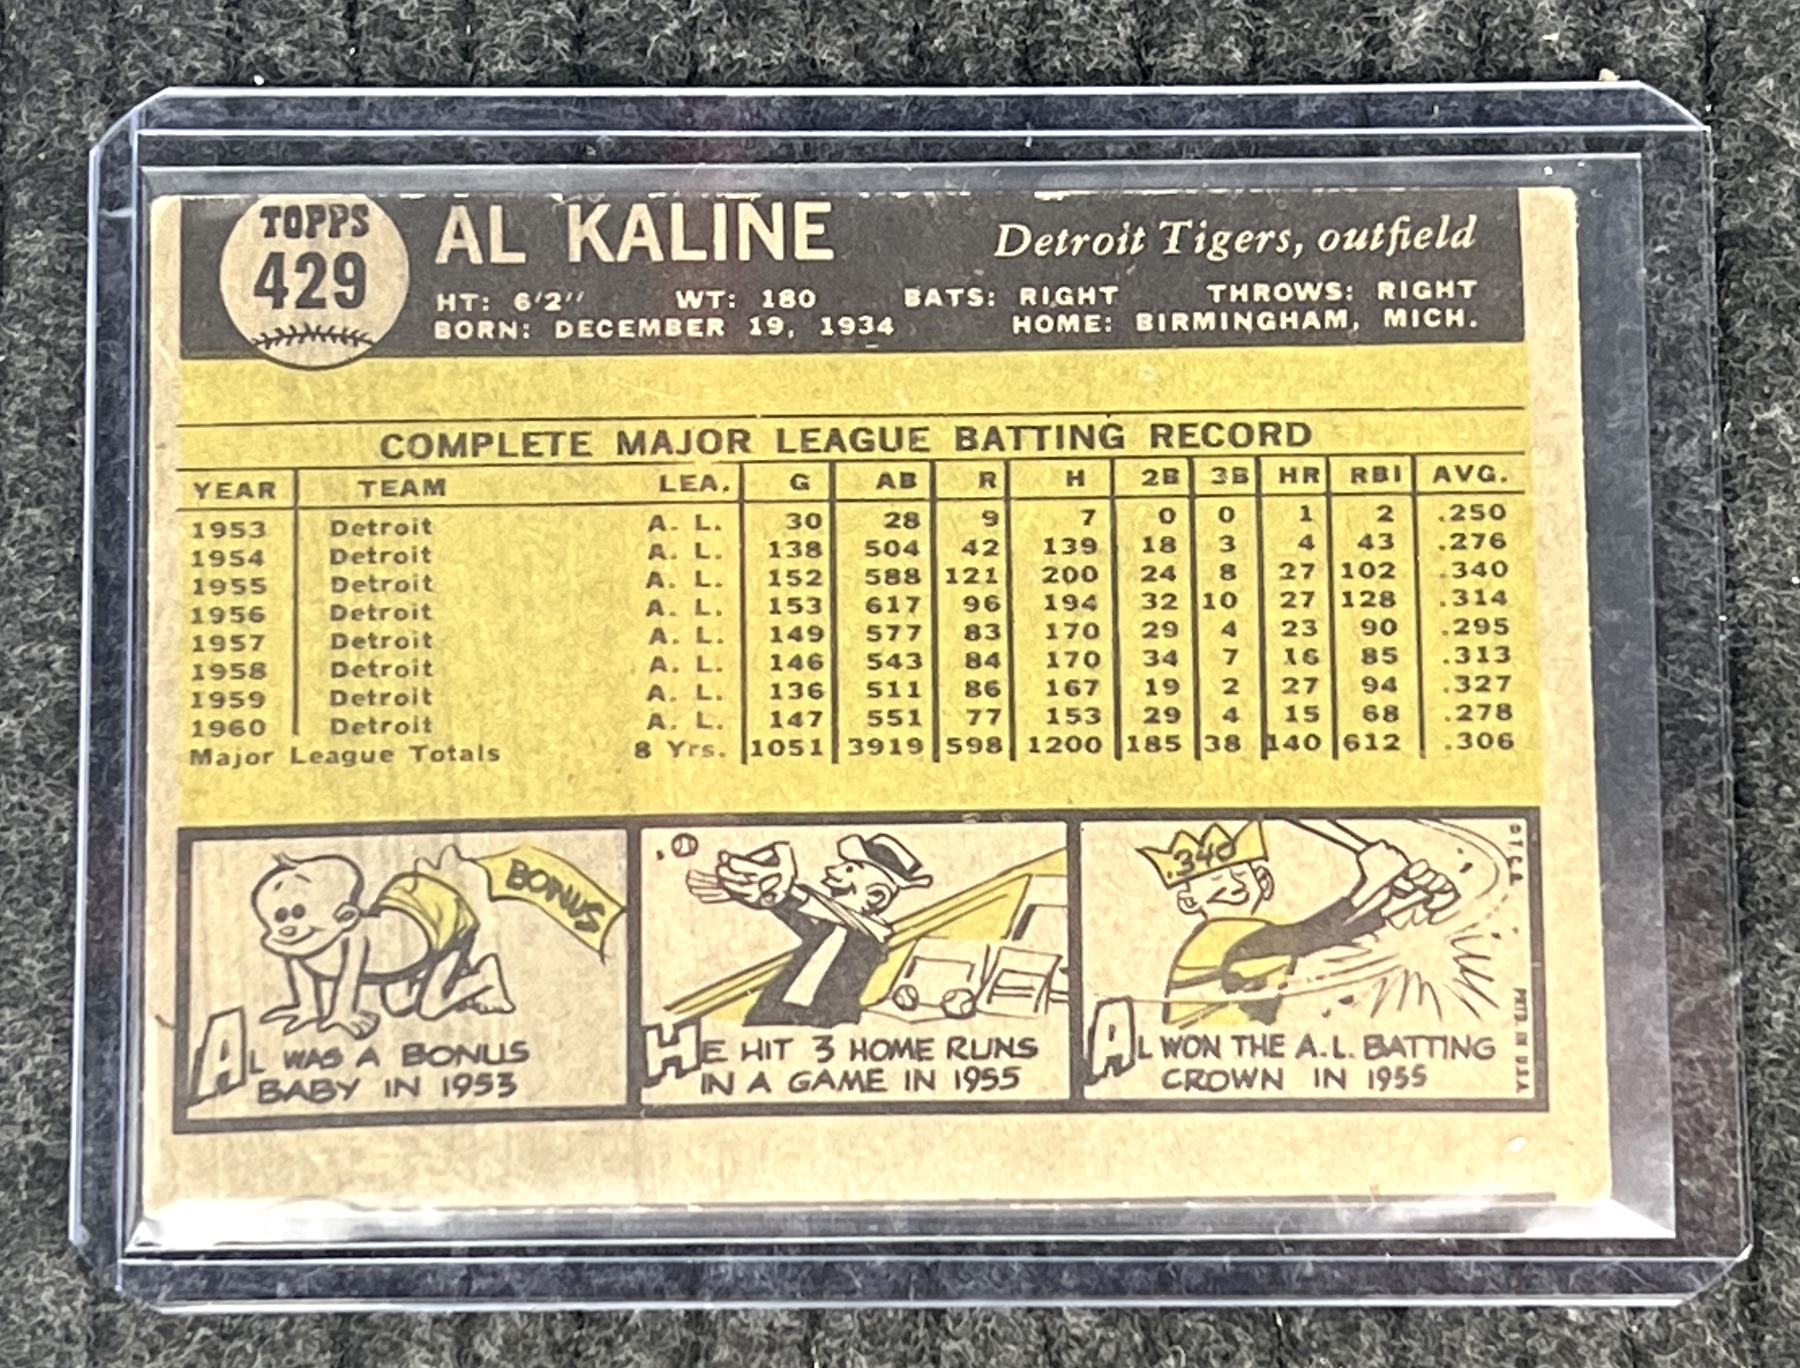 TOPPS
429
AL KALINE
Detroit Tigers, outfield
HT: 6'2" WT: 180 BATS: RIGHT THROWS: RIGHT
BORN: DECEMBER 19, 1934 HOME: BIRMINGHAM, MICH.
COMPLETE MAJOR LEAGUE BATTING RECORD
YEAR TEAM LEA. G AB R H 2B 3B HR RBI AVG.
1953 Detroit A. L. 30 28 9 7 0 0 1 2 .250
1954 Detroit A. L. 138 504 42 139 18 3 4 43 .276
1955 Detroit A. L. 152 588 121 200 24 8 27 102 .340
1956 Detroit A. L. 153 617 96 194 32 10 27 128 .314
1957 Detroit A. L. 149 577 83 170 29 4 23 90 .295
1958 Detroit A. L. 146 543 84 170 34 7 16 85 .313
1959 Detroit A. L. 136 511 86 167 19 2 27 94 .327
1960 Detroit A. L. 147 551 77 153 29 4 15 68 .278
Major League Totals 8 Yrs. 1051 3919 598 1200 185 38 140 612 .306
BONUS
AL WAS A BONUS
BABY IN 1953
HE HIT 3 HOME RUNS
IN A GAME IN 1955
.340
AL WON THE A.L. BATTING
CROWN IN 1955
©T.C.G. PRTD. IN U.S.A.